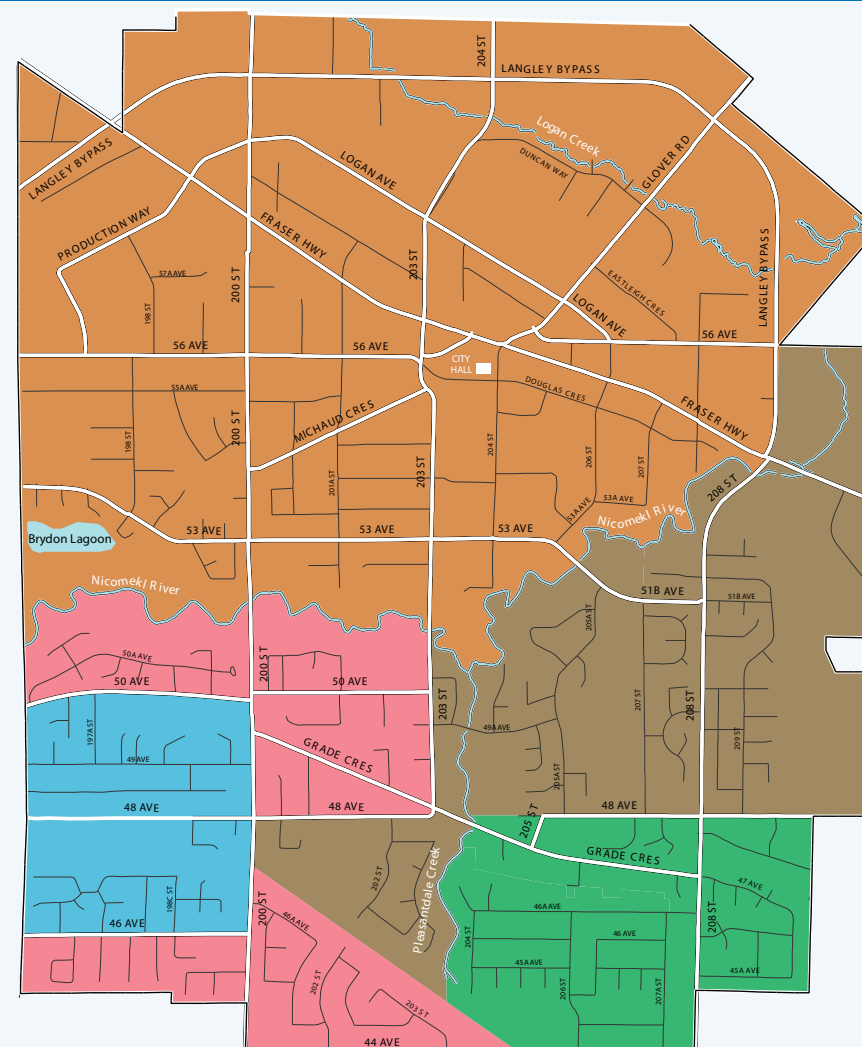 204 ST
LANGLEY BYPASS
Logan Creek
LANGLEY BYPASS
LOGAN AVE
DUNCAN WAY
GLOVER RD
PRODUCTION WAY
FRASER HWY
203 ST
LANGLEY BYPASS
57A AVE
200 ST
EASTLEIGH CRES
198 ST
LOGAN AVE
56 AVE
56 AVE
56 AVE
CITY
HALL
55A AVE
DOUGLAS CRES
MICHAUD CRES
FRASER HWY
200 ST
198 ST
204 ST
206 ST
207 ST
203 ST
201A ST
208 ST
53A AVE
53A AVE
Nicomekl River
53 AVE
53 AVE
53 AVE
Brydon Lagoon
Nicomekl River
51B AVE
51B AVE
205A ST
50A AVE
200 ST
50 AVE
50 AVE
203 ST
207 ST
208 ST
197A ST
49A AVE
209 ST
GRADE CRES
49 AVE
205A ST
48 AVE
48 AVE
48 AVE
205 ST
GRADE CRES
202 ST
47 AVE
Pleasantdale Creek
198C ST
200 ST
46A AVE
46A AVE
208 ST
46 AVE
46 AVE
204 ST
45A AVE
45A AVE
202 ST
206 ST
207A ST
203 ST
44 AVE